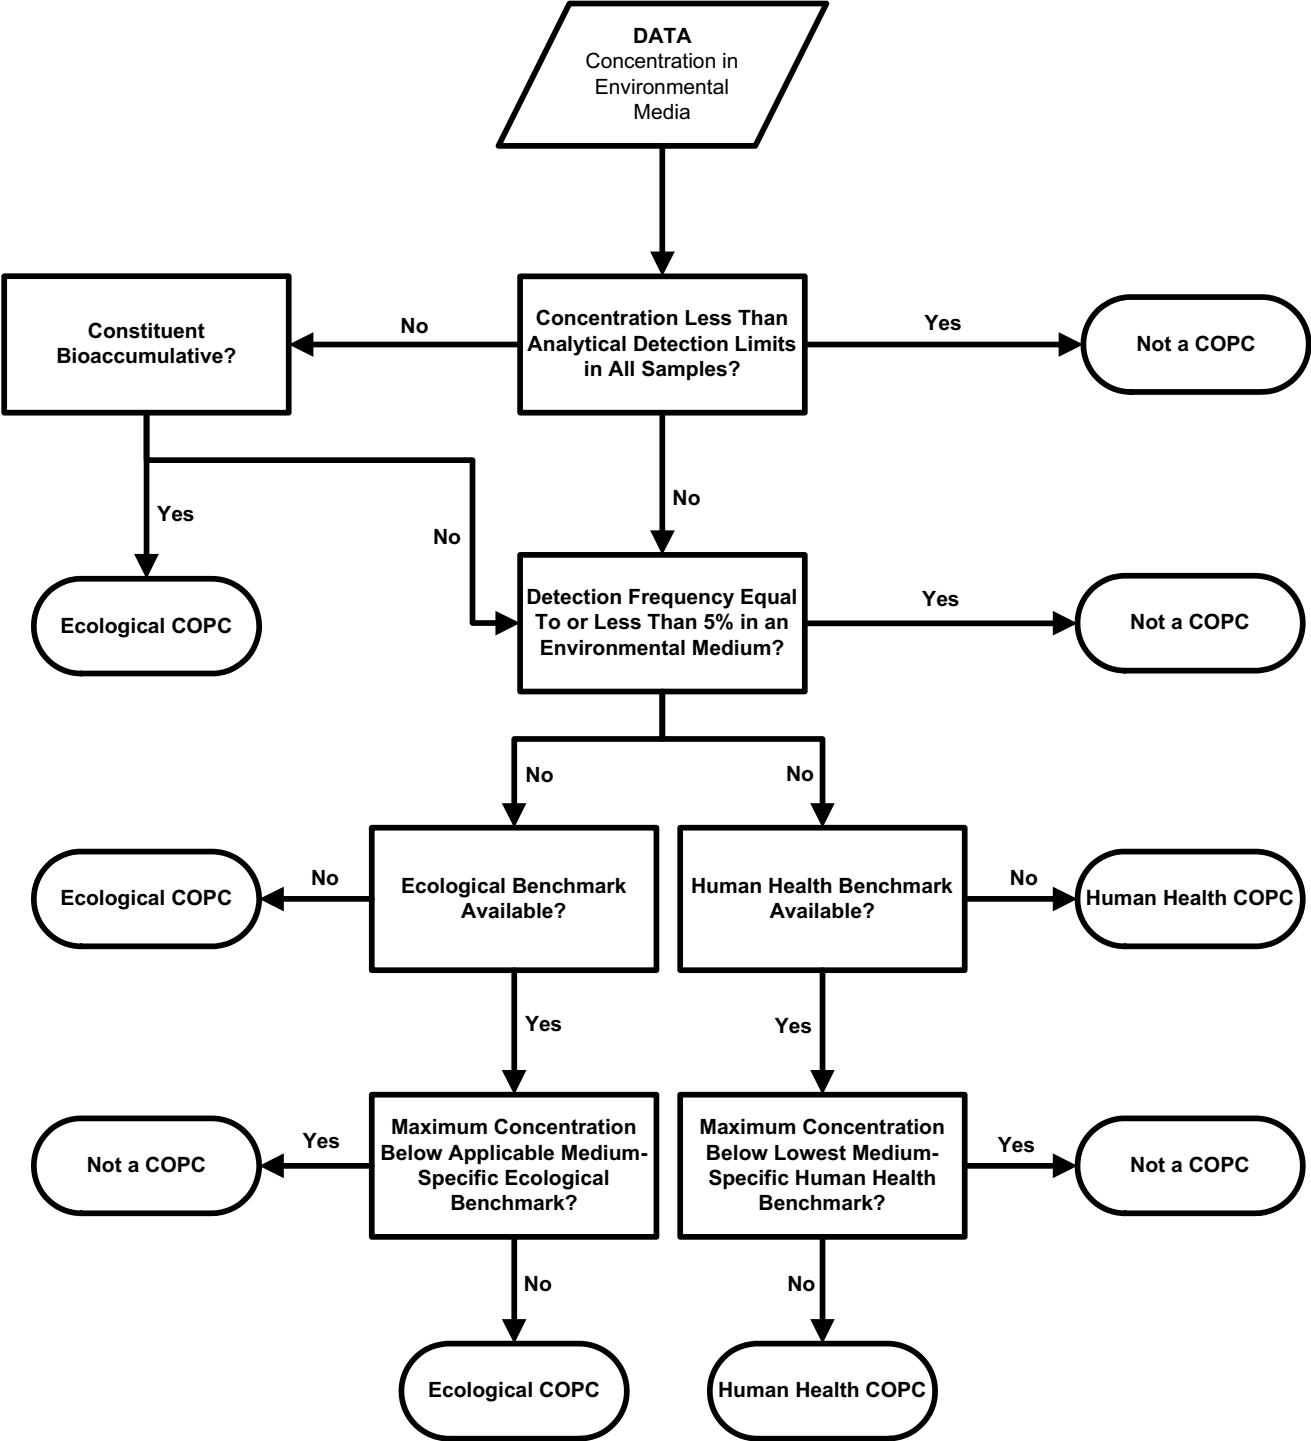 DATA
Concentration in
Environmental
Media
No
Yes
Constituent
Bioaccumulative?
Concentration Less Than
Analytical Detection Limits
in All Samples?
Not a COPC
Yes
No
No
Ecological COPC
Detection Frequency Equal
To or Less Than 5% in an
Environmental Medium?
Yes
Not a COPC
No
No
Ecological COPC
No
Ecological Benchmark
Available?
Human Health Benchmark
Available?
No
Human Health COPC
Yes
Yes
Not a COPC
Yes
Maximum Concentration
Below Applicable Medium-
Specific Ecological
Benchmark?
Maximum Concentration
Below Lowest Medium-
Specific Human Health
Benchmark?
Yes
Not a COPC
No
No
Ecological COPC
Human Health COPC